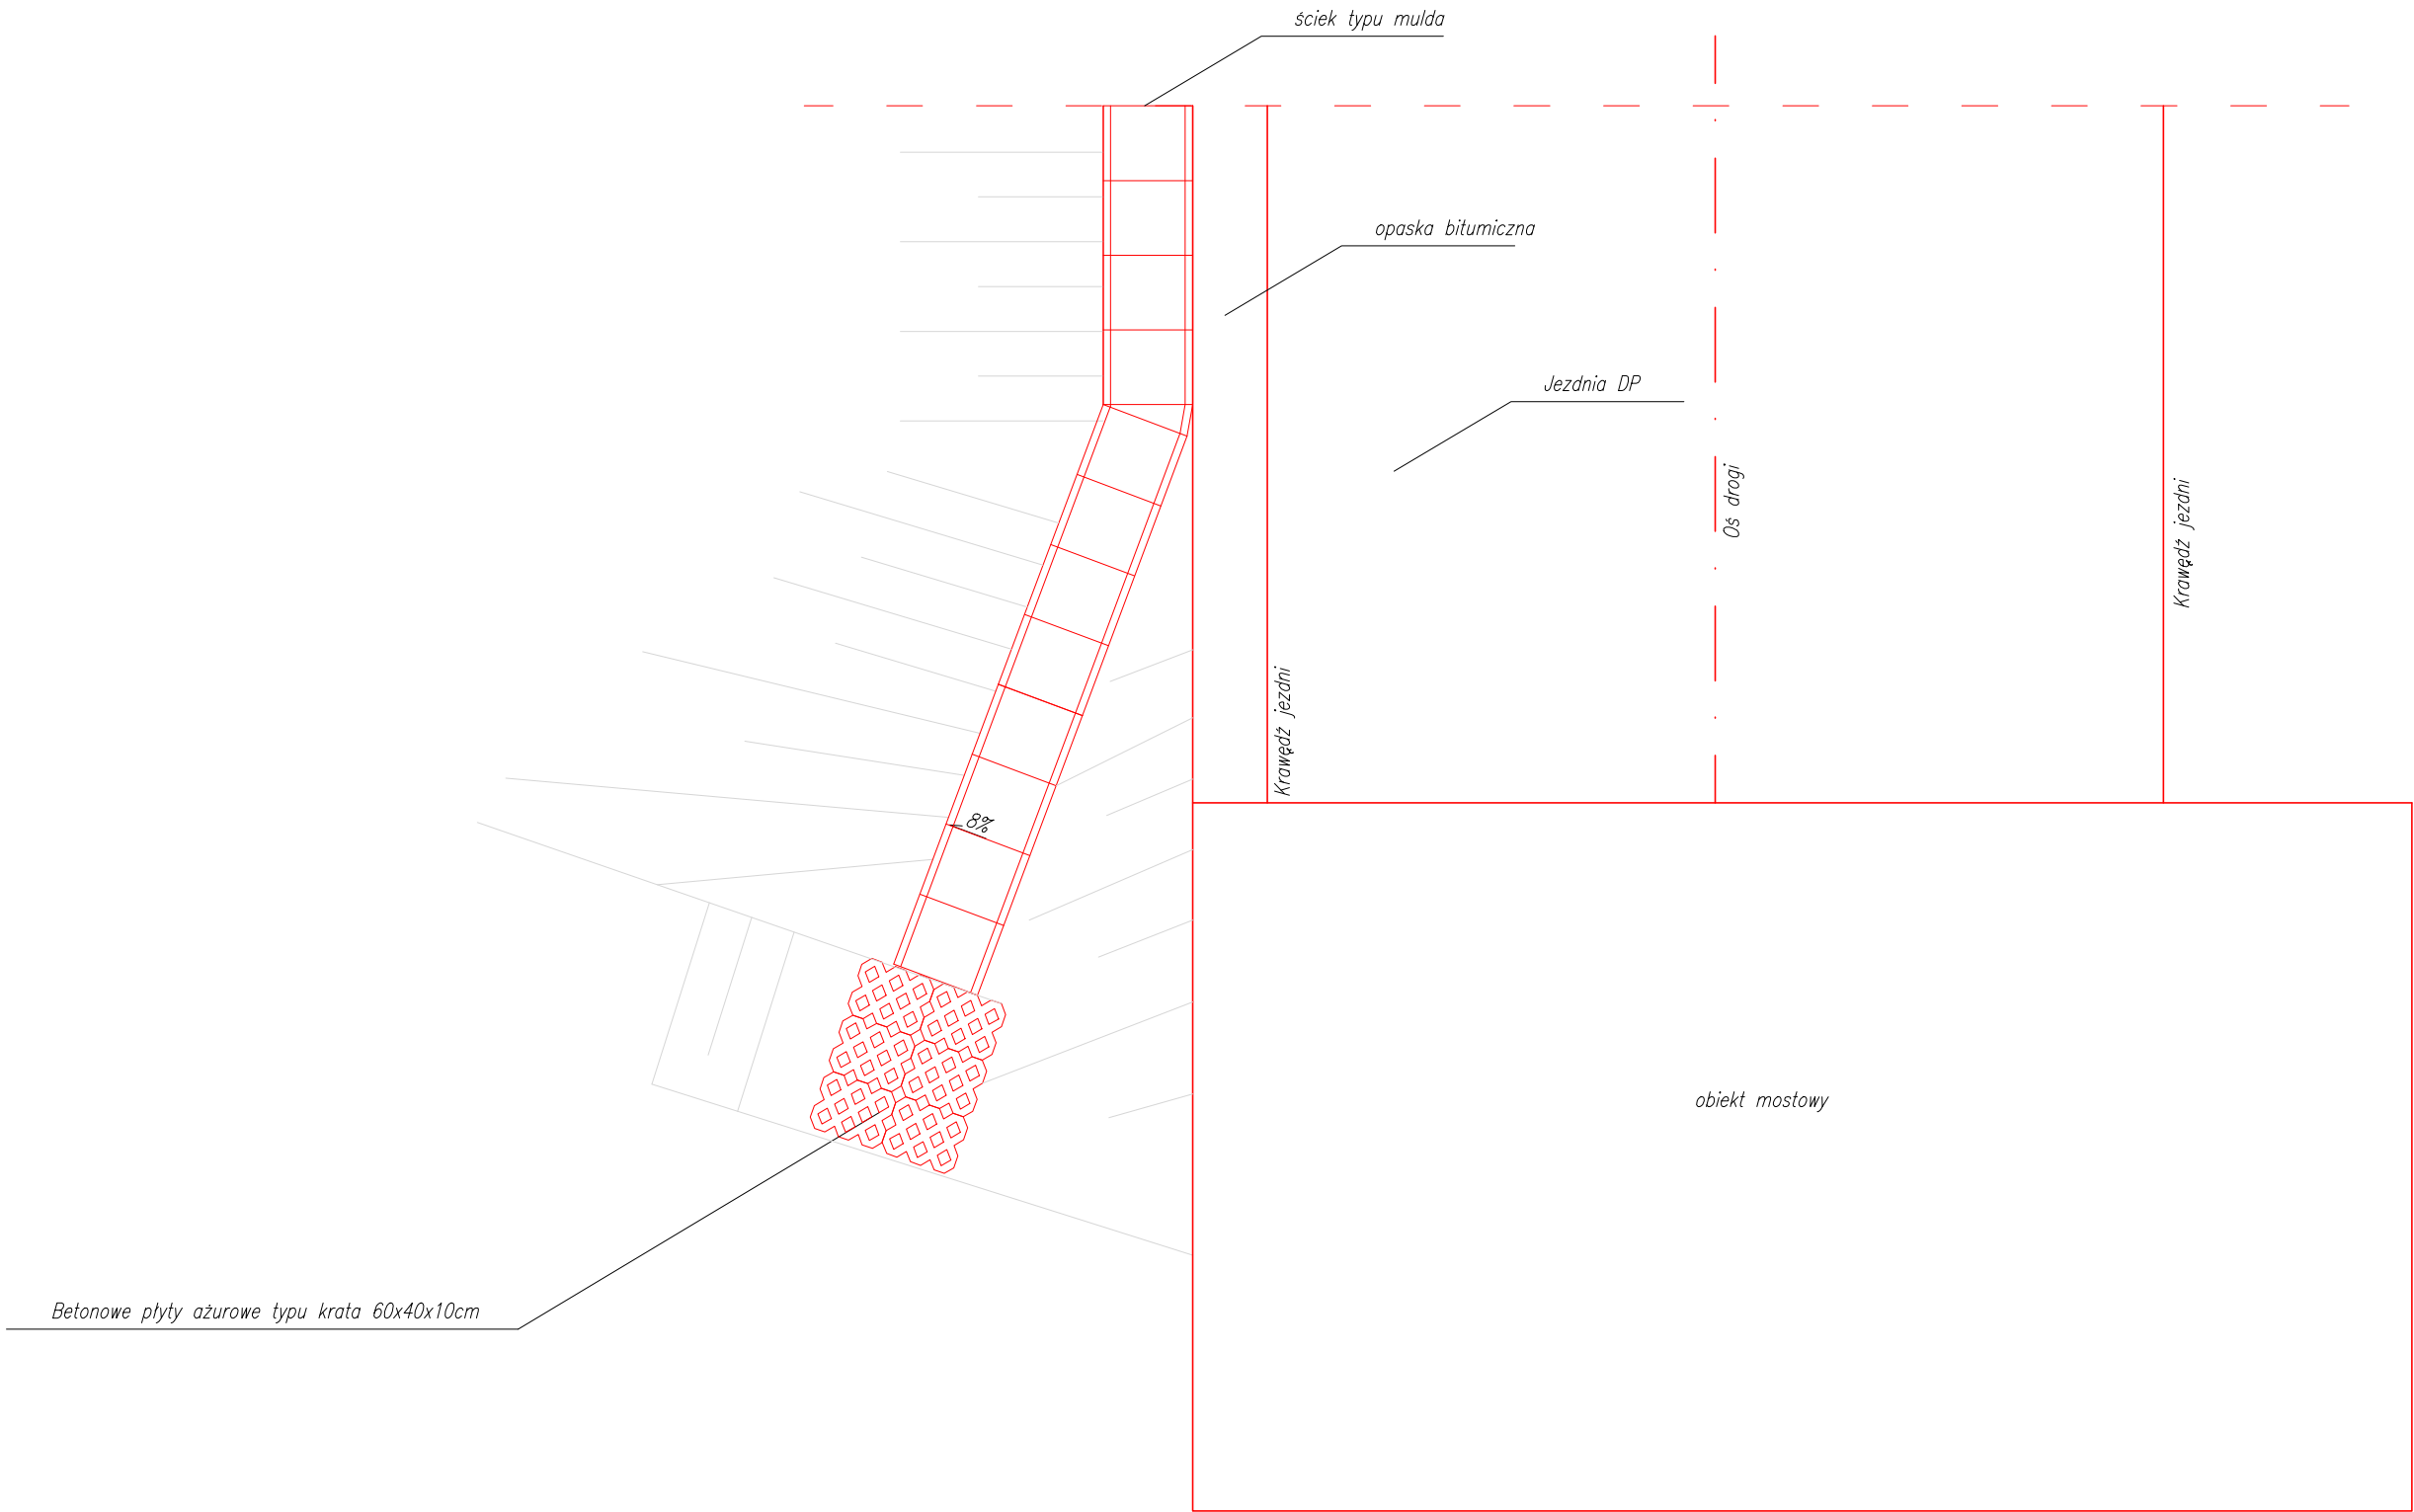 ściek typu mulda
opaska bitumiczna
Jezdnia DP
Oś drogi
Krawędź jezdni
Krawędź jezdni
8%
obiekt mostowy
Betonowe płyty ażurowe typu krata 60x40x10cm